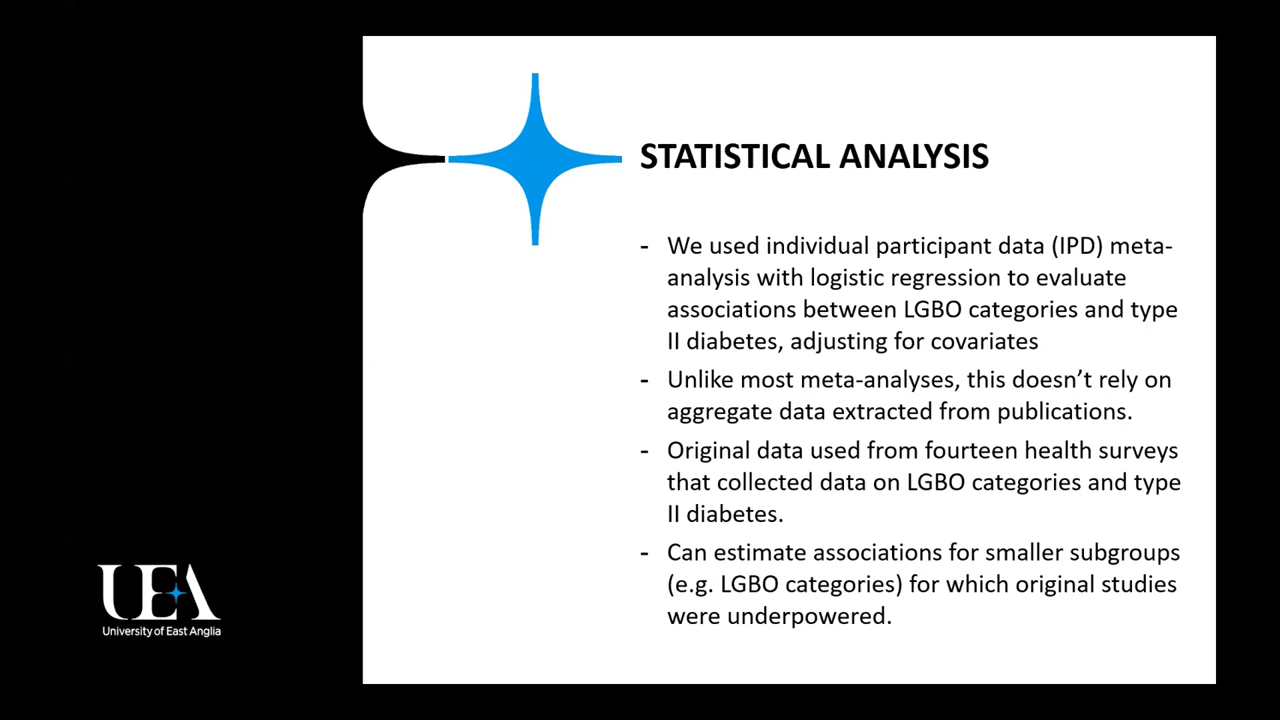 STATISTICAL ANALYSIS
- We used individual participant data (IPD) meta-
analysis with logistic regression to evaluate
associations between LGBO categories and type
II diabetes, adjusting for covariates
- Unlike most meta-analyses, this doesn’t rely on
aggregate data extracted from publications.
- Original data used from fourteen health surveys
that collected data on LGBO categories and type
II diabetes.
- Can estimate associations for smaller subgroups
(e.g. LGBO categories) for which original studies
were underpowered.
UEA
University of East Anglia